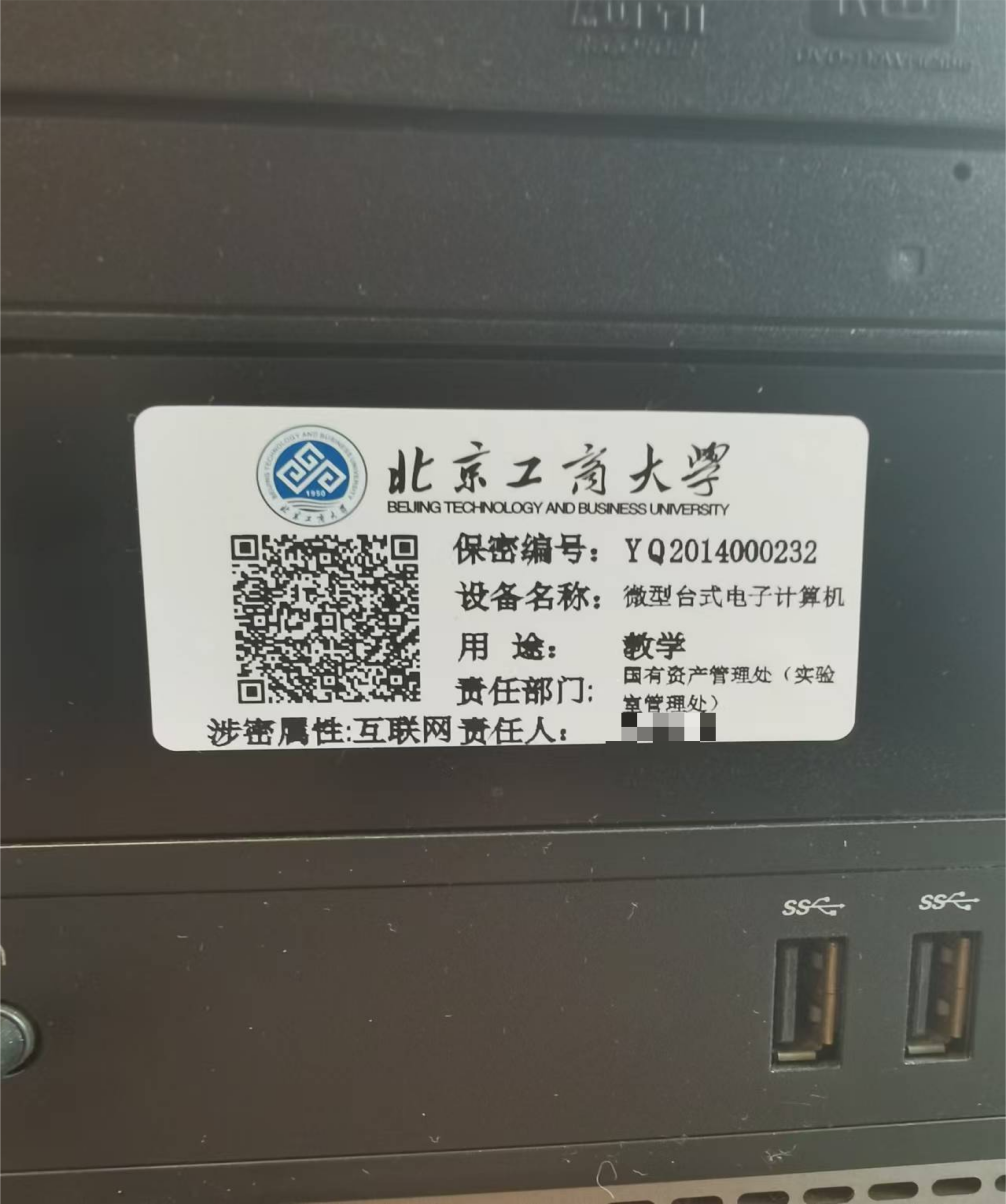 北京工商大學
BEIJING TECHNOLOGY AND BUSINESS UNIVERSITY
保密编号：YQ2014000232
设备名称：微型台式电子计算机
用 途：教学
责任部门:国有资产管理处（实验
室管理处）
涉密属性:互联网责任人：
1950
SS
SS